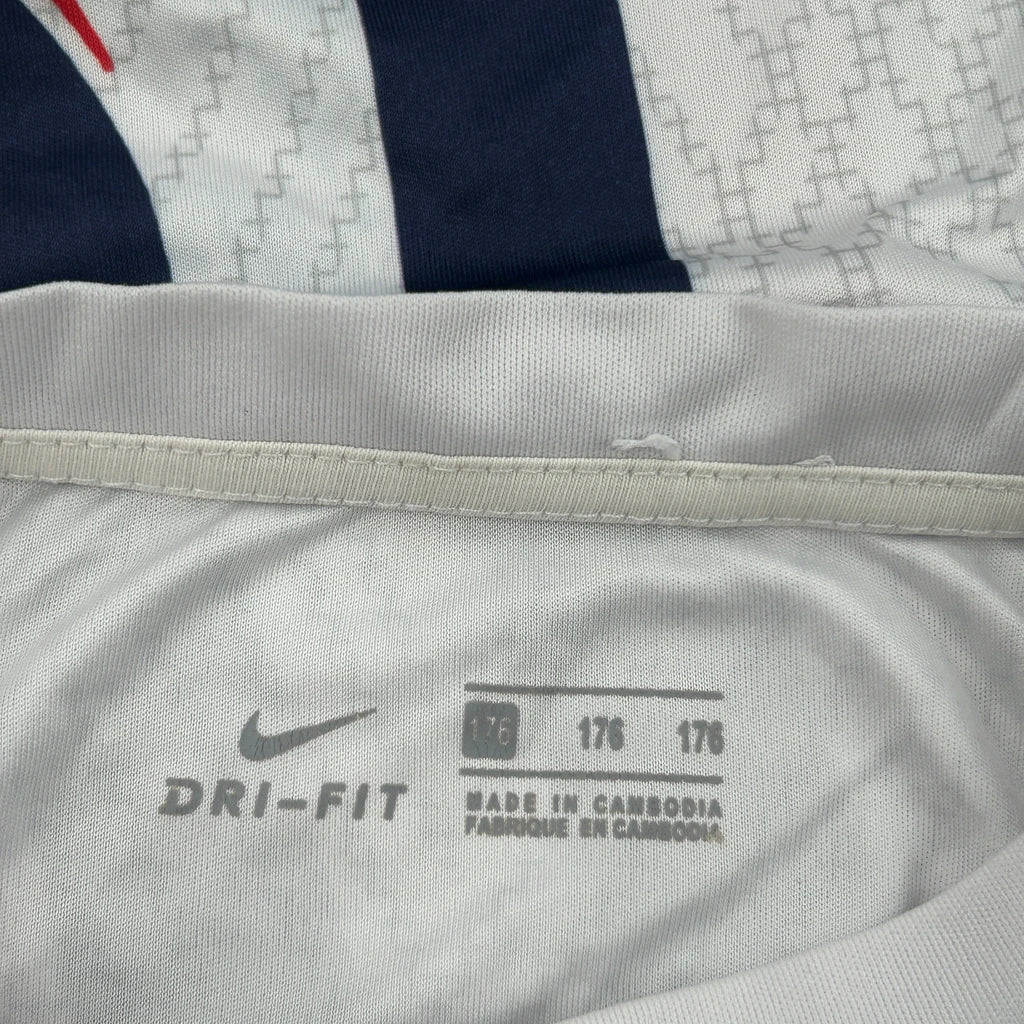 176 176 176
DRI-FIT
MADE IN CAMBODIA
FABRIQUE EN CAMBODIA